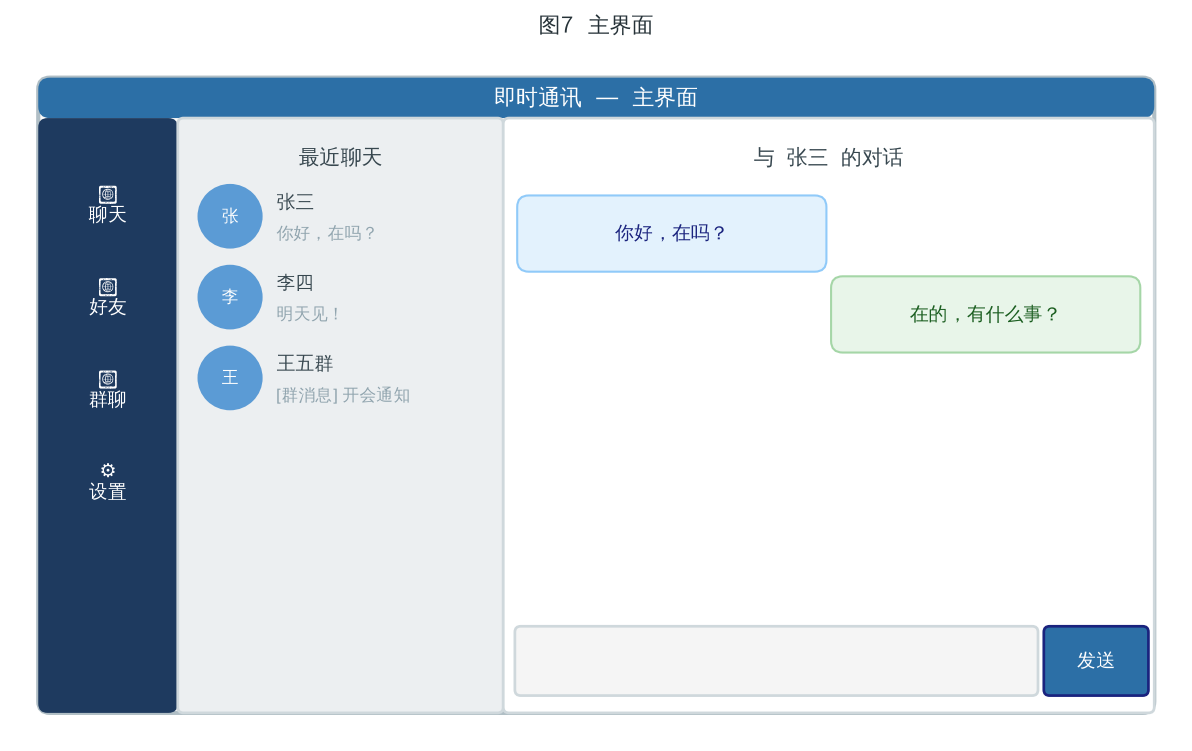 图7 主界面
即时通讯 — 主界面
聊天
好友
群聊
设置
最近聊天
张
张三
你好，在吗？
李
李四
明天见！
王
王五群
[群消息] 开会通知
与 张三 的对话
你好，在吗？
在的，有什么事？
发送